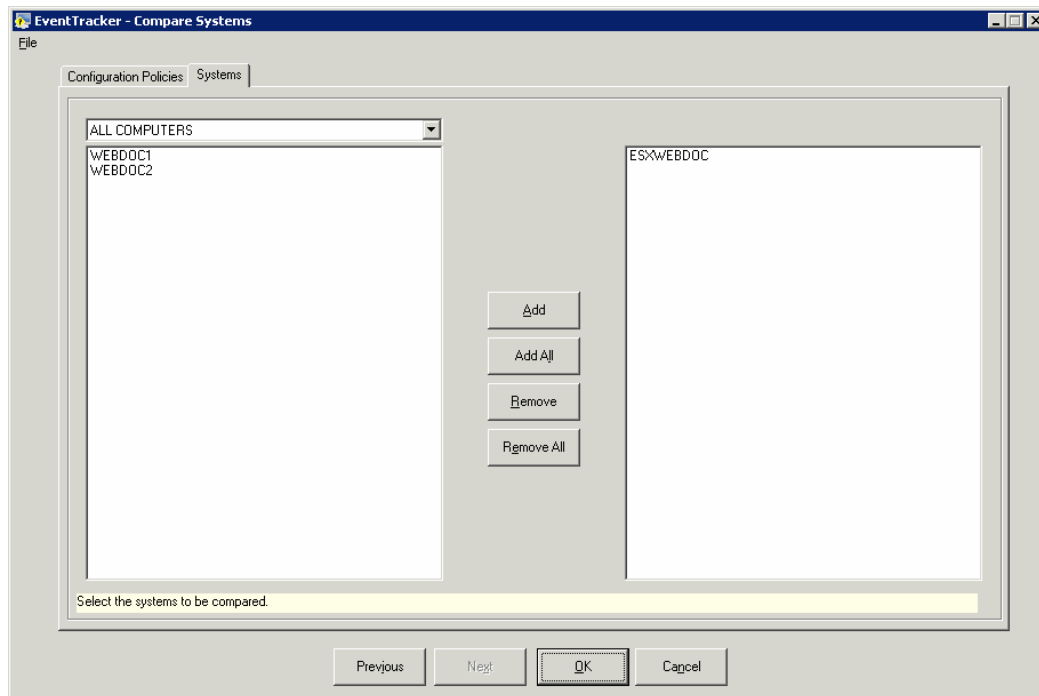 EventTracker - Compare Systems
File
Configuration Policies Systems
ALL COMPUTERS
WEBDOC1
WEBDOC2
ESXWEBDOC
Add
Add All
Remove
Remove All
Select the systems to be compared.
Previous Next OK Cancel